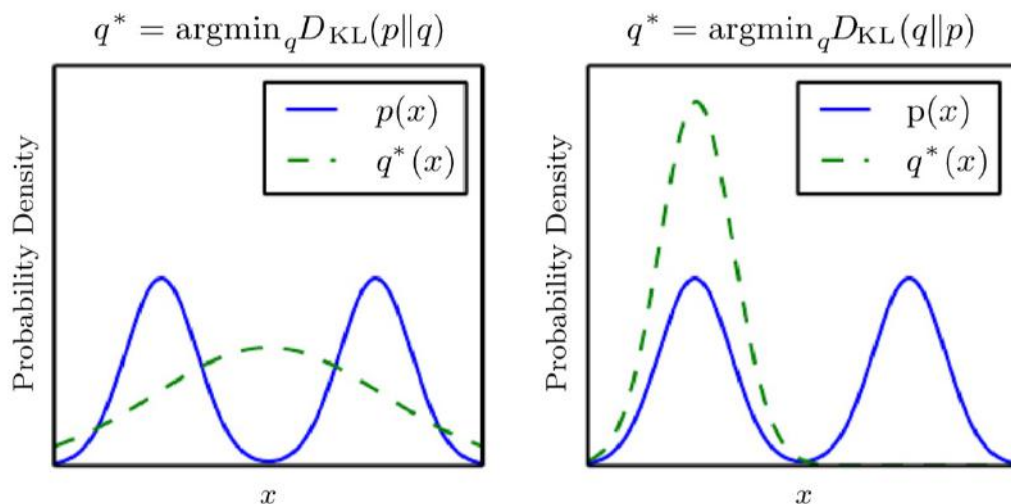 q* = argmin_q D_KL(p‖q)
p(x)
q*(x)
Probability Density
x
q* = argmin_q D_KL(q‖p)
p(x)
q*(x)
Probability Density
x